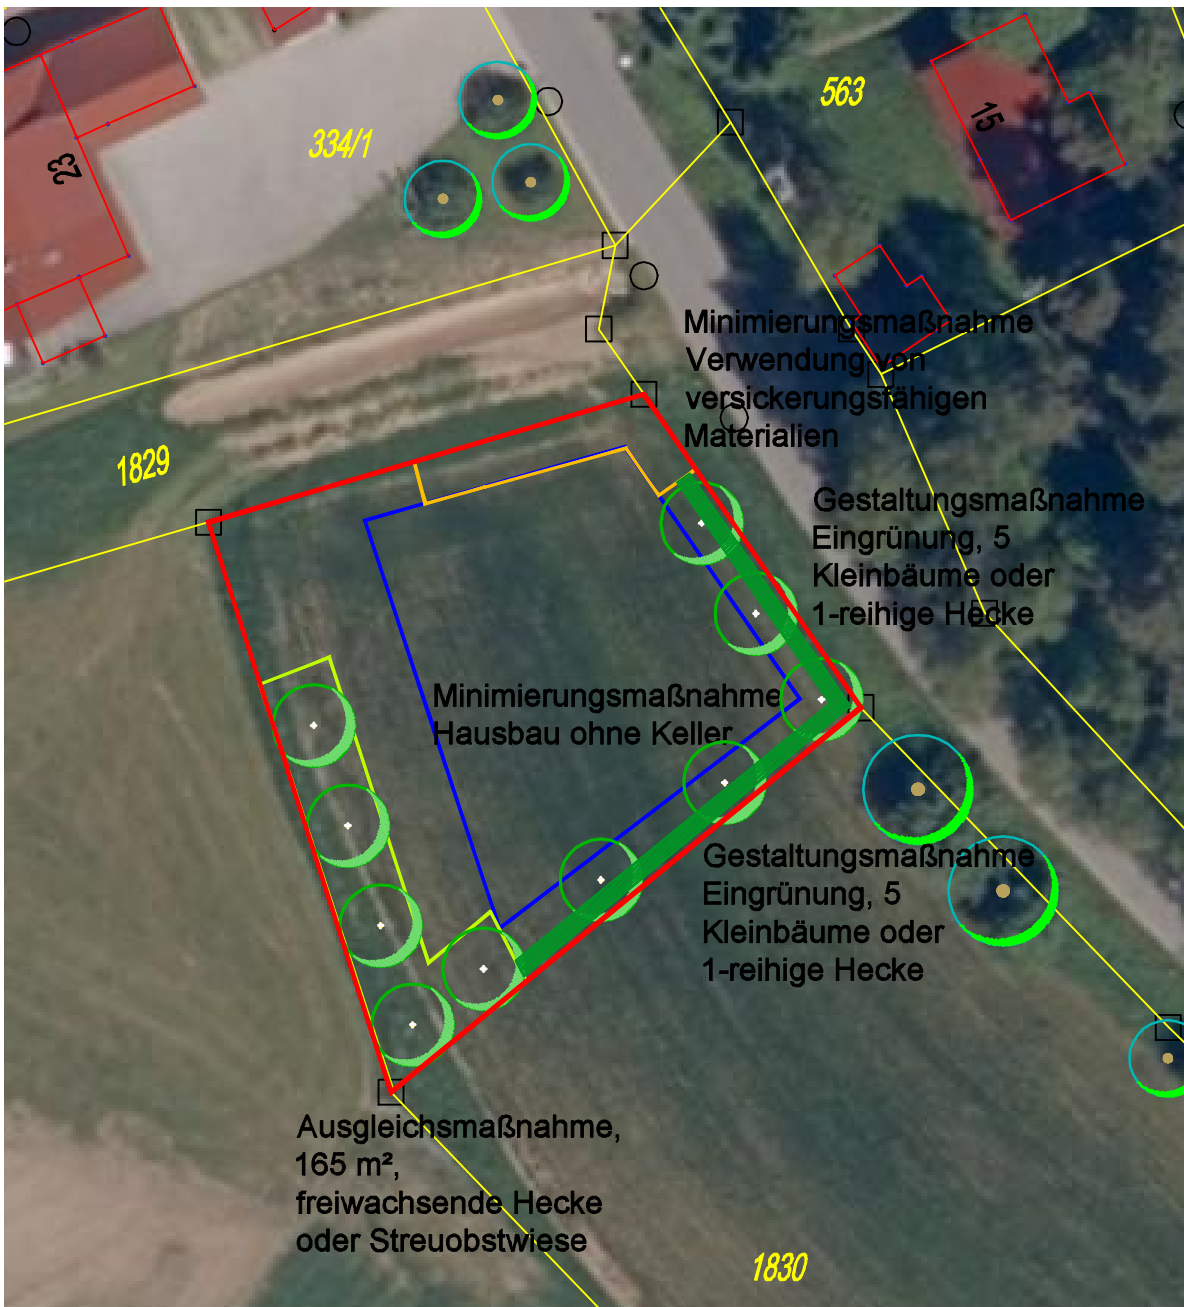 563
15
334/1
23
Minimierungsmaßnahme
Verwendung von
versickerungsfähigen
Materialien
1829
Gestaltungsmaßnahme
Eingrünung, 5
Kleinbäume oder
1-reihige Hecke
Minimierungsmaßnahme
Hausbau ohne Keller
Gestaltungsmaßnahme
Eingrünung, 5
Kleinbäume oder
1-reihige Hecke
Ausgleichsmaßnahme,
165 m²,
freiwachsende Hecke
oder Streuobstwiese
1830